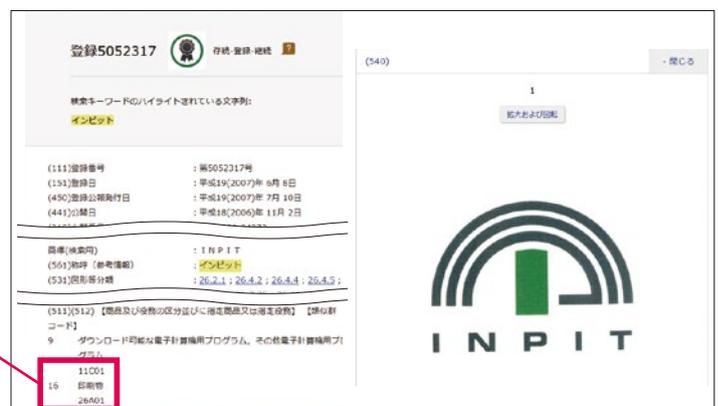 登録5052317 存続-登録-継続 ?
検索キーワードのハイライトされている文字列:
インピット
(111)登録番号 : 第5052317号
(151)登録日 : 平成19(2007)年 6月 8日
(450)登録公報発行日 : 平成19(2007)年 7月 10日
(441)公開日 : 平成18(2006)年 11月 2日
商標(検索用) : ＩＮＰＩＴ
(561)称呼（参考情報） : インピット
(531)図形等分類 : 26.2.1 ; 26.4.2 ; 26.4.4 ; 26.4.5 ;
(511)(512) 【商品及び役務の区分並びに指定商品又は指定役務】 【類似群
コード】
9 ダウンロード可能な電子計算機用プログラム，その他電子計算機用プロ
グラム
11C01
16 印刷物
26A01
(540) - 閉じる
1
拡大および回転
INPIT